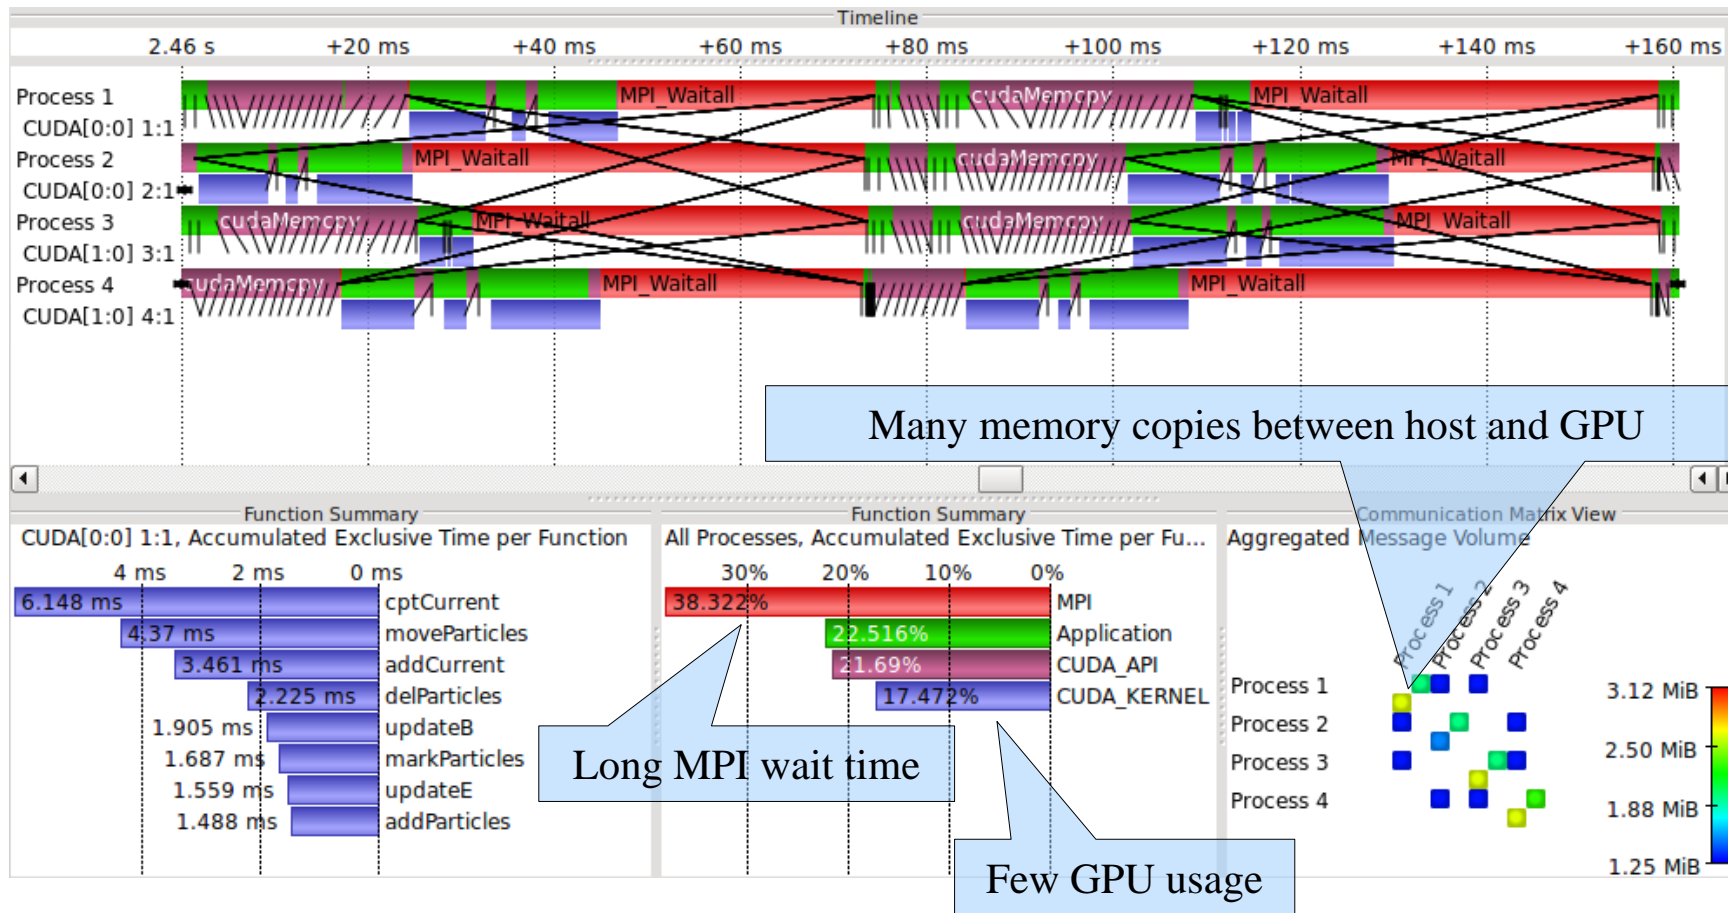 Timeline
2.46 s +20 ms +40 ms +60 ms +80 ms +100 ms +120 ms +140 ms +160 ms
Process 1 MPI_Waitall cudaMemcpy MPI_Waitall
CUDA[0:0] 1:1
Process 2 MPI_Waitall cudaMemcpy MPI_Waitall
CUDA[0:0] 2:1
Process 3 cudaMemcpy MPI_Waitall cudaMemcpy MPI_Waitall
CUDA[1:0] 3:1
Process 4 cudaMemcpy MPI_Waitall MPI_Waitall
CUDA[1:0] 4:1
Many memory copies between host and GPU
Function Summary
CUDA[0:0] 1:1, Accumulated Exclusive Time per Function
4 ms 2 ms 0 ms
6.148 ms cptCurrent
4.37 ms moveParticles
3.461 ms addCurrent
2.225 ms delParticles
1.905 ms updateB
1.687 ms markParticles
1.559 ms updateE
1.488 ms addParticles
Function Summary
All Processes, Accumulated Exclusive Time per Fu...
30% 20% 10% 0%
38.322% MPI
22.516% Application
21.69% CUDA_API
17.472% CUDA_KERNEL
Long MPI wait time
Few GPU usage
Communication Matrix View
Aggregated Message Volume
Process 1 Process 2 Process 3 Process 4
Process 1
Process 2
Process 3
Process 4
3.12 MiB
2.50 MiB
1.88 MiB
1.25 MiB